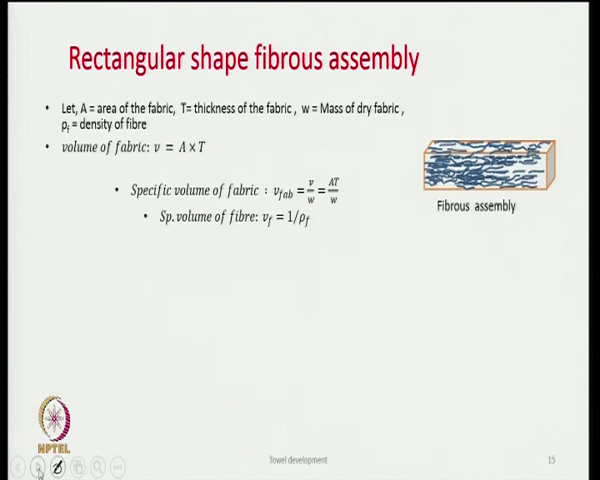 Rectangular shape fibrous assembly
• Let, A = area of the fabric, T= thickness of the fabric , w = Mass of dry fabric ,
ρf = density of fibre
• volume of fabric: v = A × T
• Specific volume of fabric : vfab = v/w = AT/w
• Sp.volume of fibre: vf = 1/ρf
Fibrous assembly
NPTEL
Towel development
15